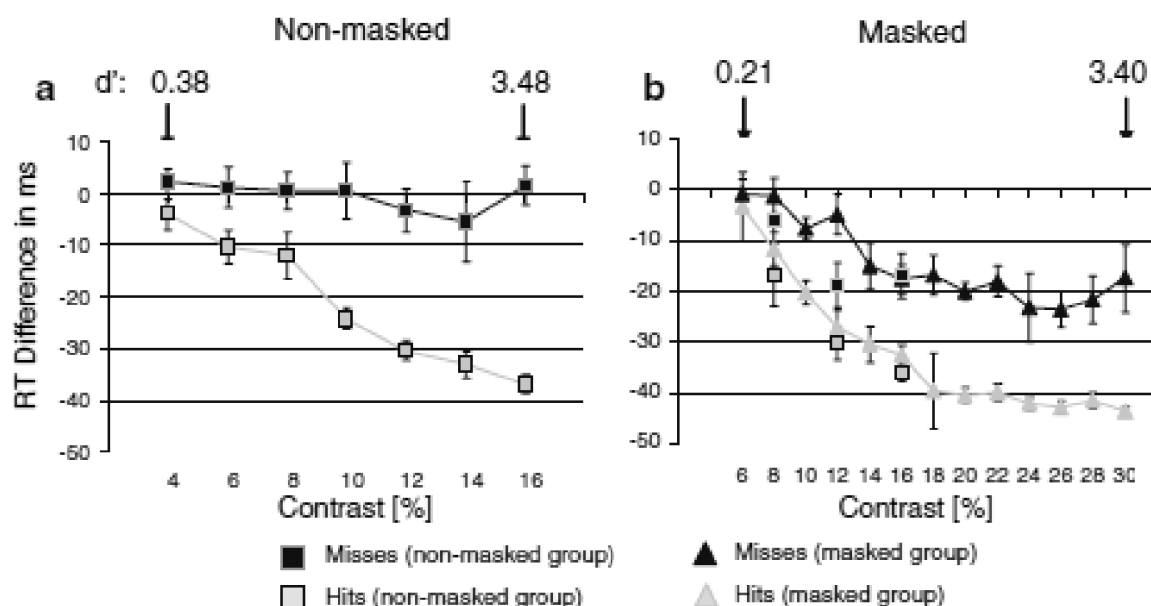 Non-masked
Masked
a d': 0.38 3.48
b 0.21 3.40
RT Difference in ms
10
0
-10
-20
-30
-40
-50
4 6 8 10 12 14 16
Contrast [%]
10
0
-10
-20
-30
-40
-50
6 8 10 12 14 16 18 20 22 24 26 28 30
Contrast [%]
Misses (non-masked group)
Hits (non-masked group)
Misses (masked group)
Hits (masked group)